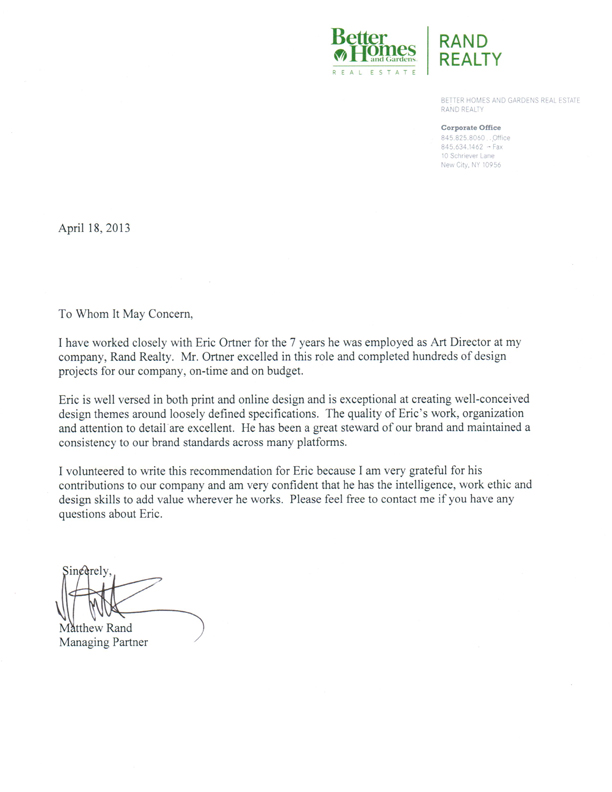 Better
Homes
and Gardens
REAL ESTATE
RAND
REALTY
BETTER HOMES AND GARDENS REAL ESTATE
RAND REALTY
Corporate Office
845.825.8060 Office
845.634.1462 Fax
10 Schriever Lane
New City, NY 10956
April 18, 2013
To Whom It May Concern,
I have worked closely with Eric Ortner for the 7 years he was employed as Art Director at my
company, Rand Realty. Mr. Ortner excelled in this role and completed hundreds of design
projects for our company, on-time and on budget.
Eric is well versed in both print and online design and is exceptional at creating well-conceived
design themes around loosely defined specifications. The quality of Eric's work, organization
and attention to detail are excellent. He has been a great steward of our brand and maintained a
consistency to our brand standards across many platforms.
I volunteered to write this recommendation for Eric because I am very grateful for his
contributions to our company and am very confident that he has the intelligence, work ethic and
design skills to add value wherever he works. Please feel free to contact me if you have any
questions about Eric.
Sincerely,
Matthew Rand
Managing Partner